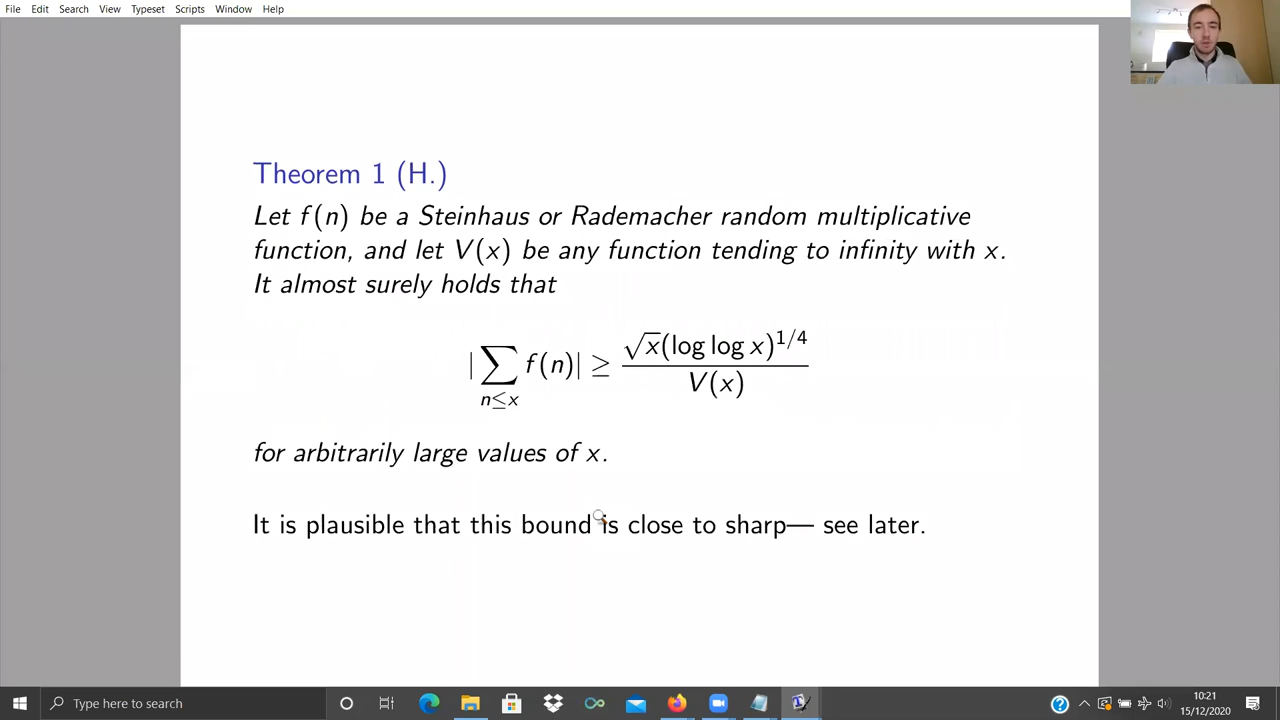 File Edit Search View Typeset Scripts Window Help
Theorem 1 (H.)
Let f(n) be a Steinhaus or Rademacher random multiplicative
function, and let V(x) be any function tending to infinity with x.
It almost surely holds that
|∑_{n≤x} f(n)| ≥ √x(log log x)^{1/4} / V(x)
for arbitrarily large values of x.
It is plausible that this bound is close to sharp— see later.
Type here to search
10:21
15/12/2020